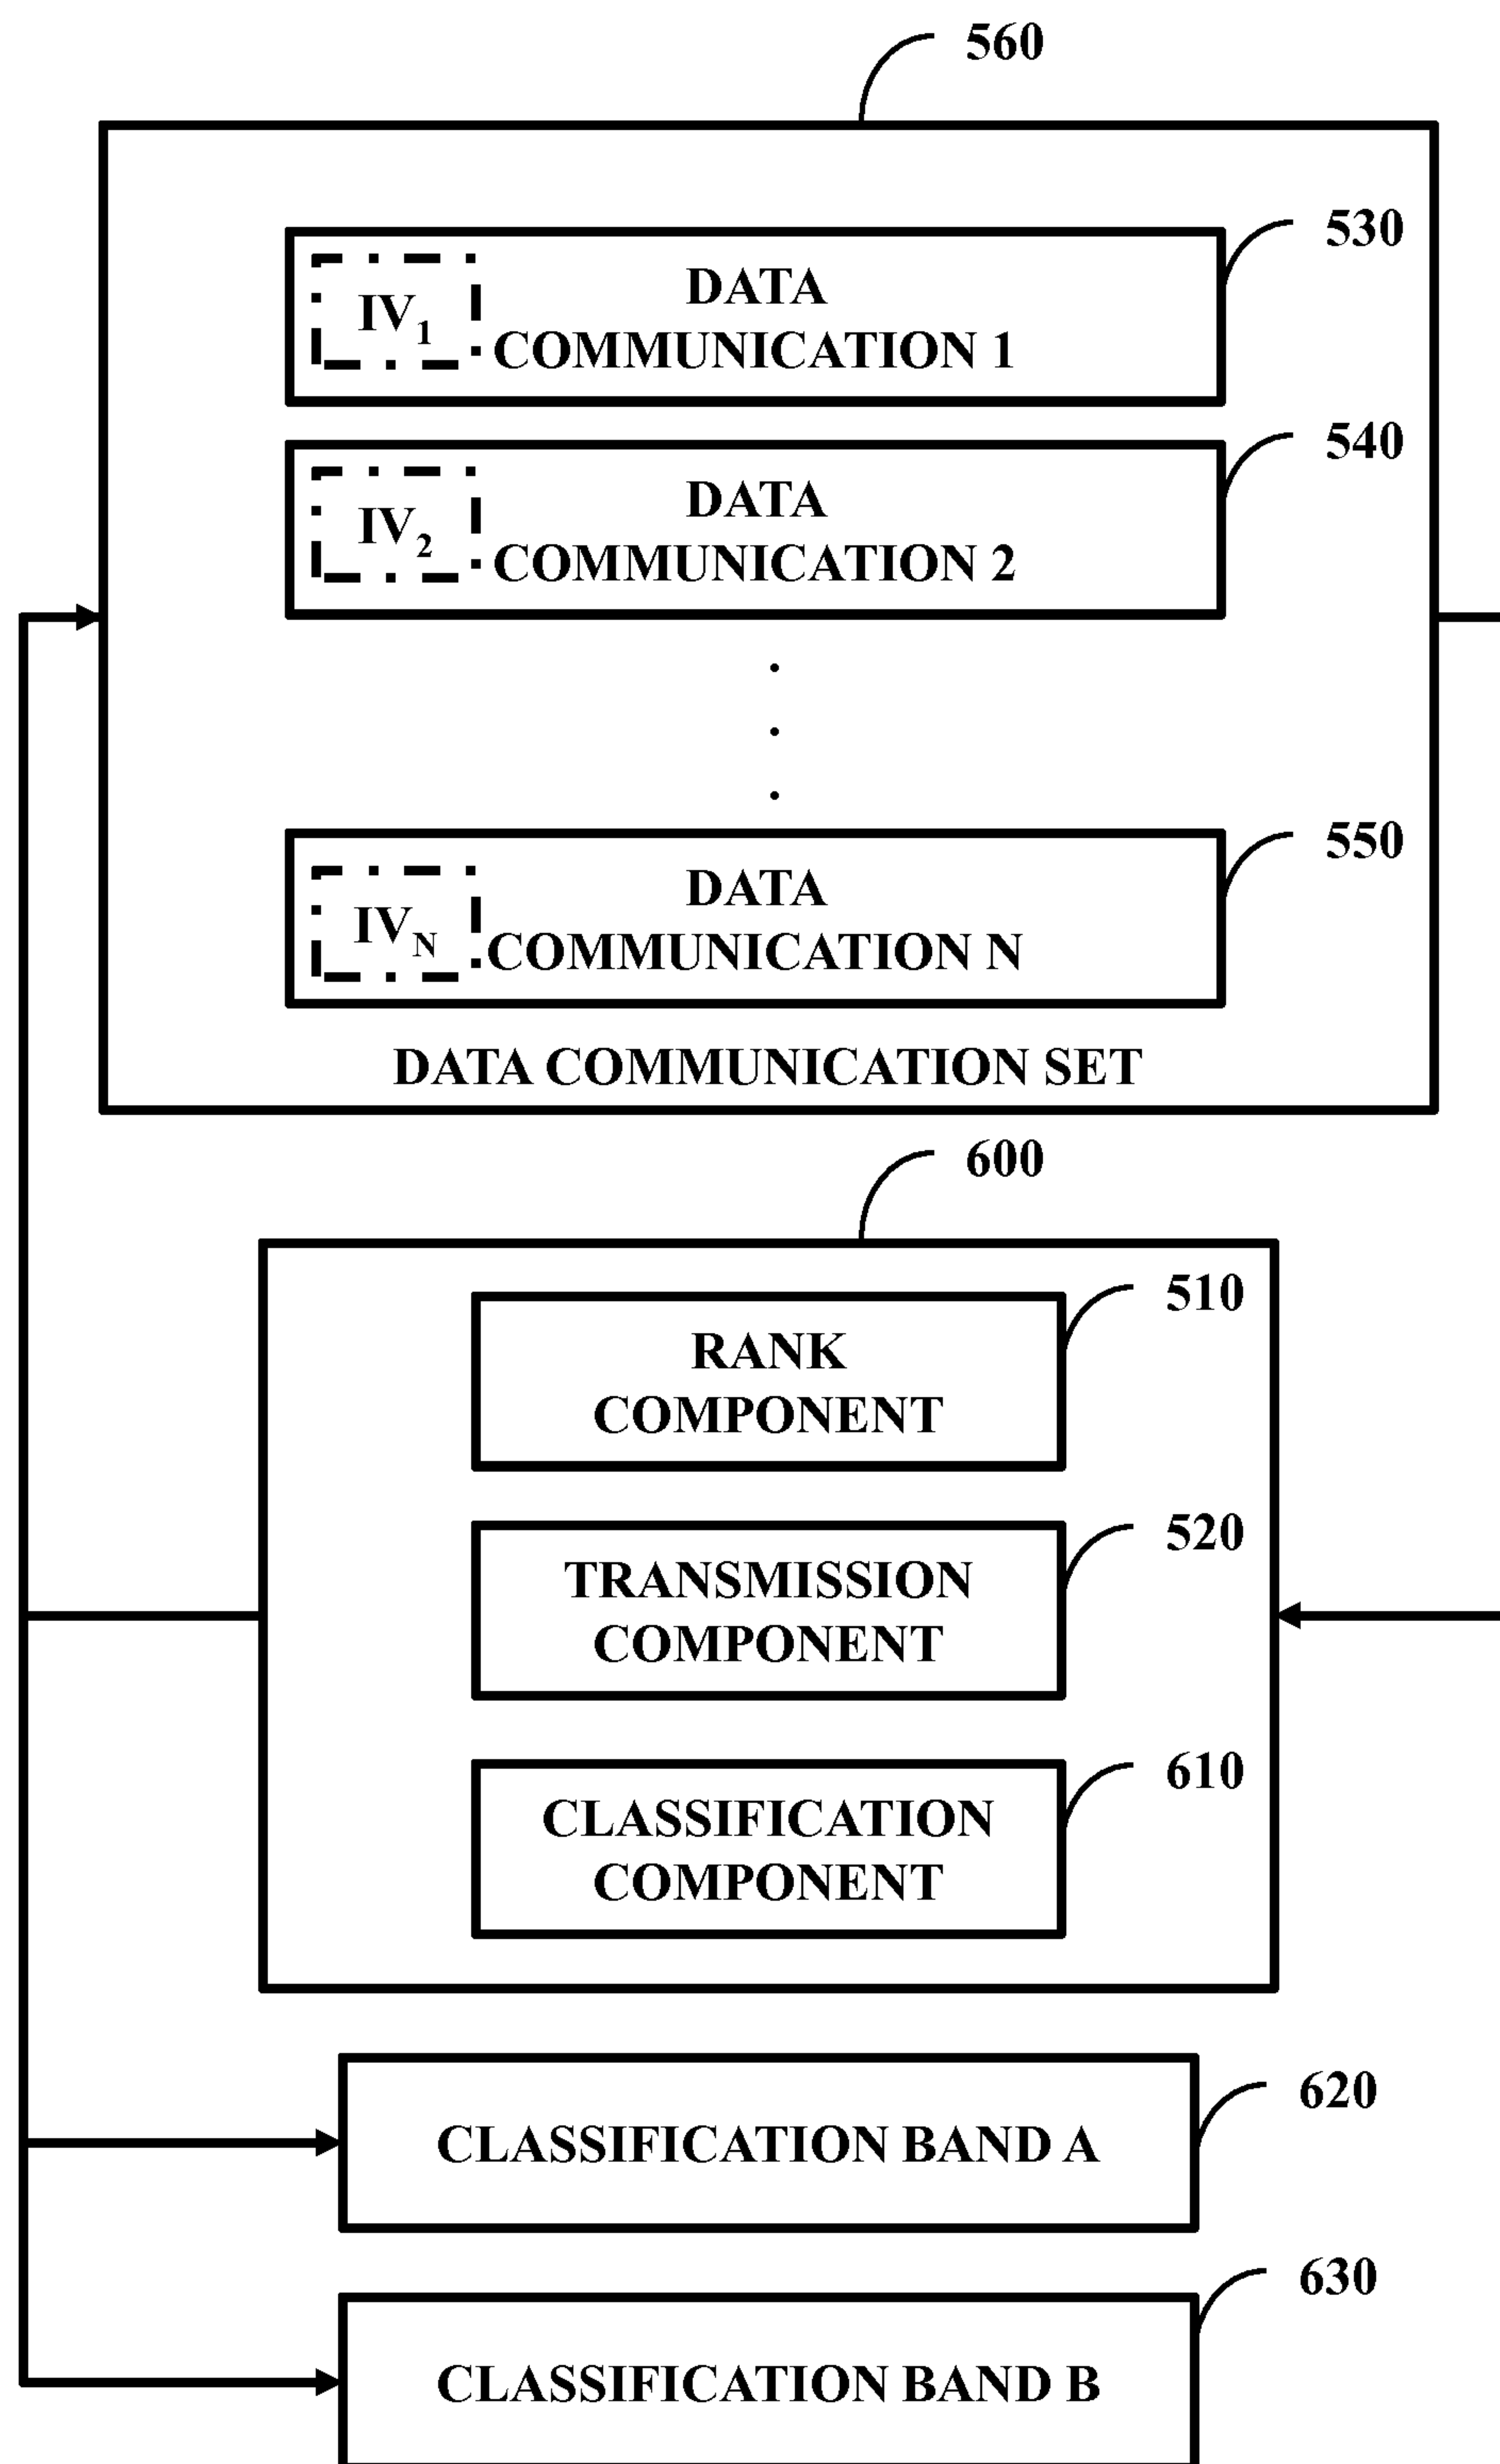 560
530
IV1
DATA
COMMUNICATION 1
540
IV2
DATA
COMMUNICATION 2
.
.
.
550
IVN
DATA
COMMUNICATION N
DATA COMMUNICATION SET
600
510
RANK
COMPONENT
520
TRANSMISSION
COMPONENT
610
CLASSIFICATION
COMPONENT
620
CLASSIFICATION BAND A
630
CLASSIFICATION BAND B